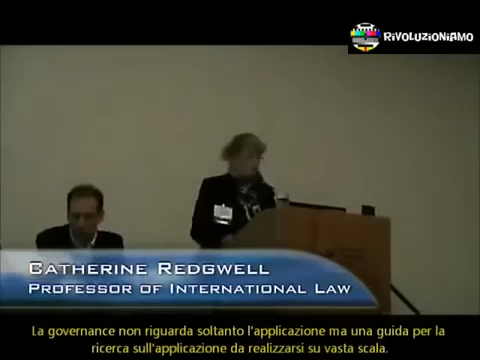 RiVOLUZiONiAMO
CATHERINE REDGWELL
PROFESSOR OF INTERNATIONAL LAW
La governance non riguarda soltanto l'applicazione ma una guida per la
ricerca sull'applicazione da realizzarsi su vasta scala.